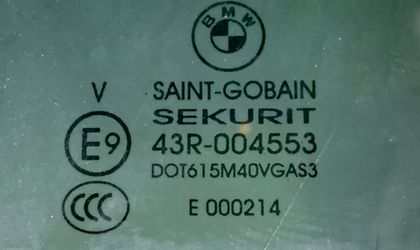 BMW
V SAINT-GOBAIN
SEKURIT
E9 43R-004553
DOT615M40VGAS3
CCC E 000214